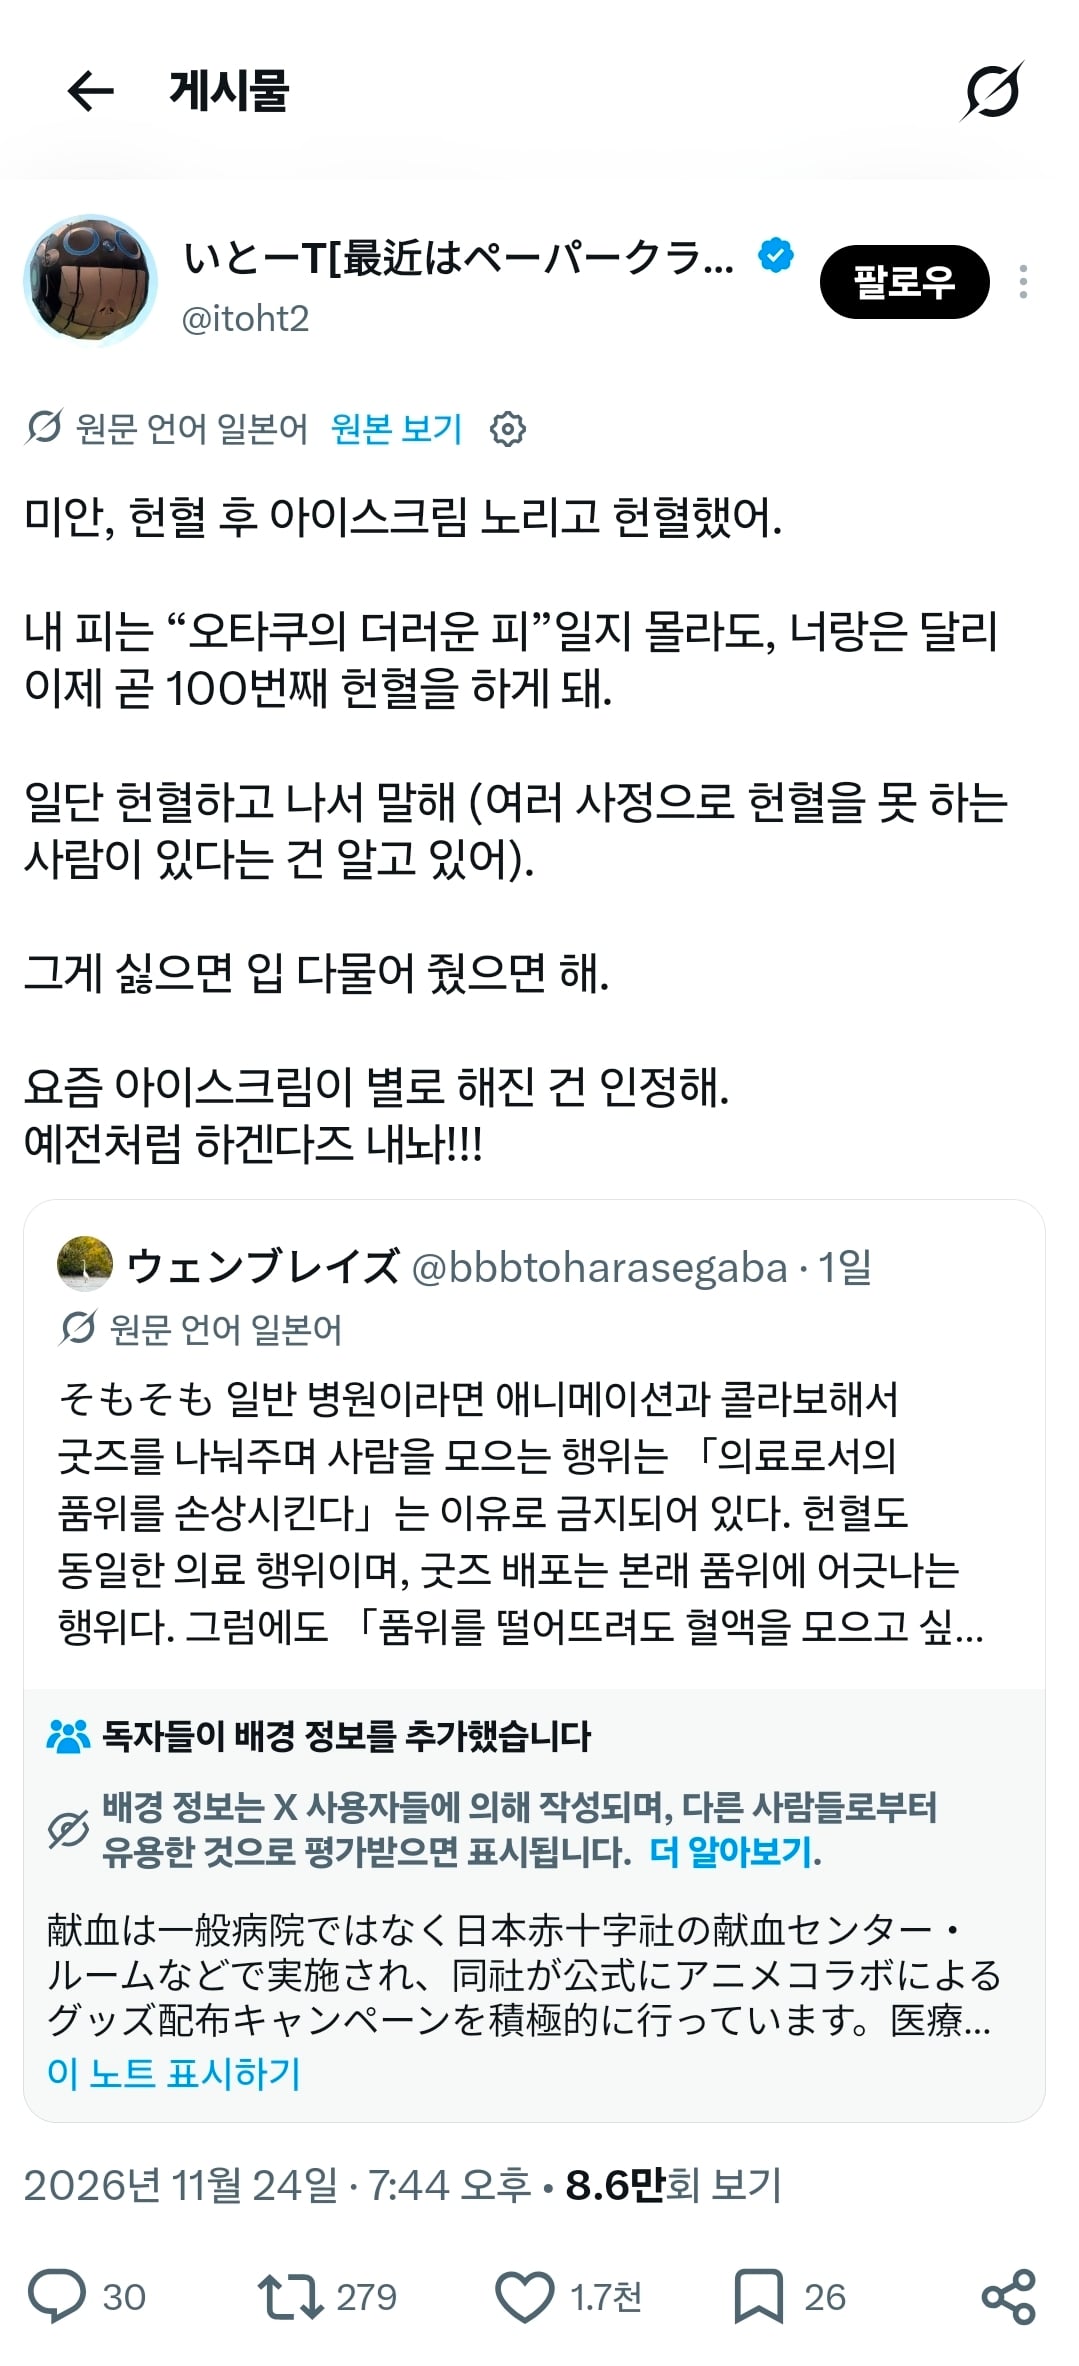 게시물
いとーT[最近はペーパークラ...
팔로우
@itoht2
원문 언어 일본어 원본 보기
미안, 헌혈 후 아이스크림 노리고 헌혈했어.
내 피는 “오타쿠의 더러운 피”일지 몰라도, 너랑은 달리
이제 곧 100번째 헌혈을 하게 돼.
일단 헌혈하고 나서 말해 (여러 사정으로 헌혈을 못 하는
사람이 있다는 건 알고 있어).
그게 싫으면 입 다물어 줬으면 해.
요즘 아이스크림이 별로 해진 건 인정해.
예전처럼 하겐다즈 내놔!!!
ウェンブレイズ @bbbtoharasegaba · 1일
원문 언어 일본어
そもそも 일반 병원이라면 애니메이션과 콜라보해서
굿즈를 나눠주며 사람을 모으는 행위는 「의료로서의
품위를 손상시킨다」는 이유로 금지되어 있다. 헌혈도
동일한 의료 행위이며, 굿즈 배포는 본래 품위에 어긋나는
행위다. 그럼에도 「품위를 떨어뜨려도 혈액을 모으고 싶...
독자들이 배경 정보를 추가했습니다
배경 정보는 X 사용자들에 의해 작성되며, 다른 사람들로부터
유용한 것으로 평가받으면 표시됩니다. 더 알아보기.
献血は一般病院ではなく日本赤十字社の献血センター・
ルームなどで実施され、同社が公式にアニメコラボによる
グッズ配布キャンペーンを積極的に行っています。医療...
이 노트 표시하기
2026년 11월 24일 · 7:44 오후 • 8.6만회 보기
30 279 1.7천 26